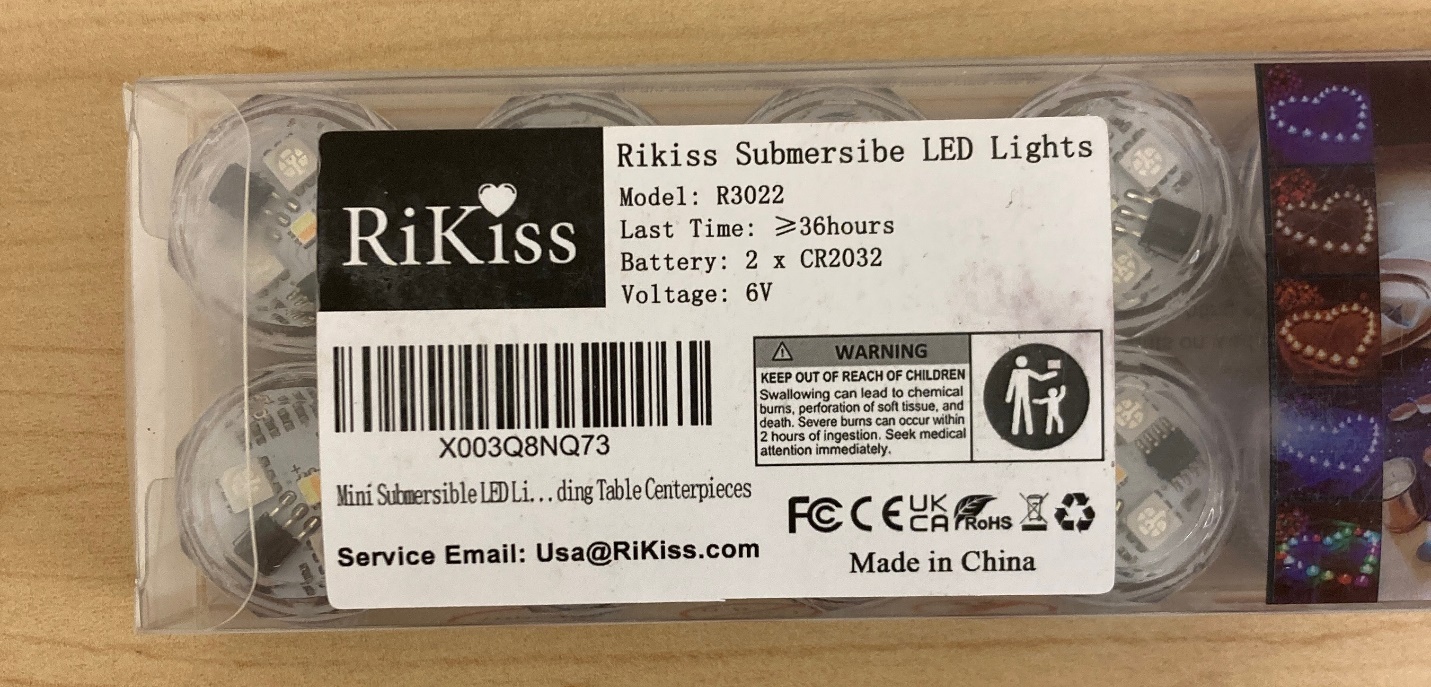 RiKiss
Rikiss Submersibe LED Lights
Model: R3022
Last Time: ≥36hours
Battery: 2 x CR2032
Voltage: 6V
X003Q8NQ73
Mini Submersible LED Li...ding Table Centerpieces
Service Email: Usa@RiKiss.com
WARNING
KEEP OUT OF REACH OF CHILDREN
Swallowing can lead to chemical
burns, perforation of soft tissue, and
death. Severe burns can occur within
2 hours of ingestion. Seek medical
attention immediately.
FC CE UK CA RoHS
Made in China